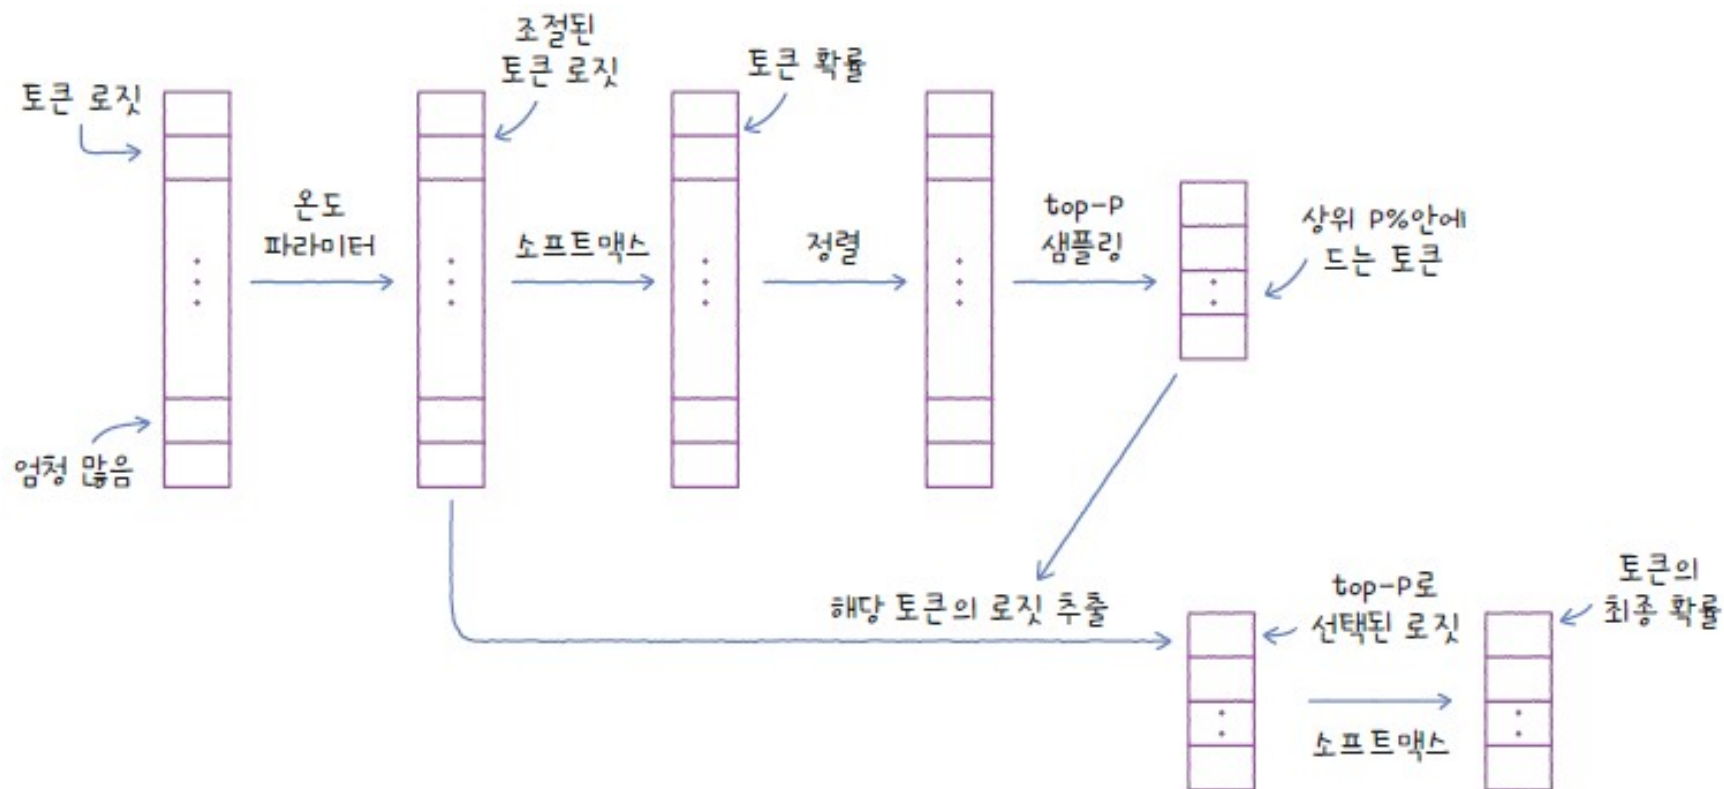 토큰 로짓
엄청 많음
온도
파라미터
조절된
토큰 로짓
소프트맥스
토큰 확률
정렬
top-P
샘플링
상위 P%안에
드는 토큰
해당 토큰의 로짓 추출
top-P로
선택된 로짓
소프트맥스
토큰의
최종 확률